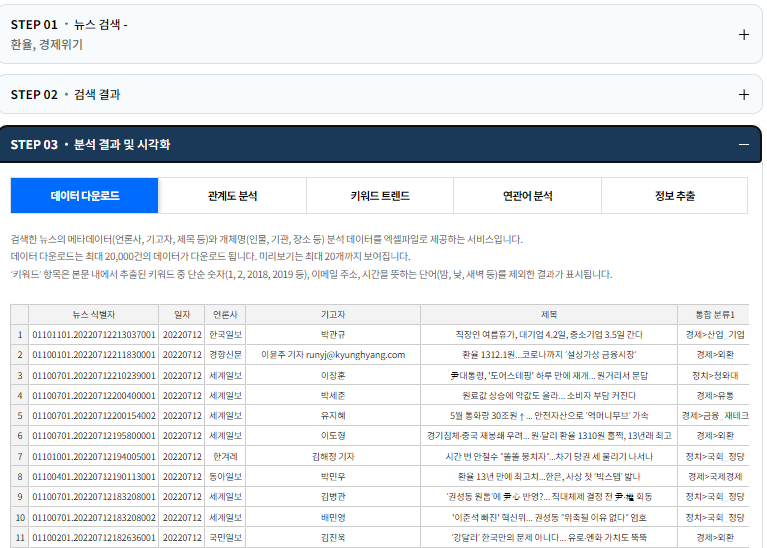 STEP 01 • 뉴스 검색 -
환율, 경제위기
STEP 02 • 검색 결과
STEP 03 • 분석 결과 및 시각화
데이터 다운로드 관계도 분석 키워드 트렌드 연관어 분석 정보 추출
검색한 뉴스의 메타데이터(언론사, 기고자, 제목 등)와 개체명(인물, 기관, 장소 등) 분석 데이터를 엑셀파일로 제공하는 서비스입니다.
데이터 다운로드는 최대 20,000건의 데이터가 다운로드 됩니다. 미리보기는 최대 20개까지 보여집니다.
'키워드' 항목은 본문 내에서 추출된 키워드 중 단순 숫자(1, 2, 2018, 2019 등), 이메일 주소, 시간을 뜻하는 단어(밤, 낮, 새벽 등)를 제외한 결과가 표시됩니다.
뉴스 식별자 일자 언론사 기고자 제목 통합 분류1
1 01101101.20220712213037001 20220712 한국일보 박관규 직장인 여름휴가, 대기업 4.2일, 중소기업 3.5일 간다 경제>산업_기업
2 01100101.20220712211830001 20220712 경향신문 이윤주 기자 runyj@kyunghyang.com 환율 1312.1원...코로나까지 '설상가상 금융시장' 경제>외환
3 01100701.20220712210239001 20220712 세계일보 이창훈 尹대통령, '도어스테핑' 하루 만에 재개... 원거리서 문답 정치>청와대
4 01100701.20220712200400001 20220712 세계일보 박세준 원료값 상승에 약값도 올라... 소비자 부담 커진다 경제>유통
5 01100701.20220712200154002 20220712 세계일보 유지혜 5월 통화량 30조원↑... 안전자산으로 '역머니무브' 가속 경제>금융_재테크
6 01100701.20220712195800001 20220712 세계일보 이도형 경기침체·중국 재봉쇄 우려... 원·달러 환율 1310원 훌쩍, 13년래 최고 경제>외환
7 01101001.20220712194005001 20220712 한겨레 김해정 기자 시간 번 안철수 "똘똘 뭉치자"...차기 당권 세 불리기 나서나 정치>국회_정당
8 01100401.20220712190113001 20220712 동아일보 박민우 환율 13년 만에 최고치...한은, 사상 첫 '빅스텝' 밟나 경제>국제경제
9 01100701.20220712183208001 20220712 세계일보 김병관 '권성동 원톱'에 尹心 반영?... 직대체제 결정 전 尹·權 회동 정치>국회_정당
10 01100701.20220712183208002 20220712 세계일보 배민영 '이준석 빠진' 혁신위... 권성동 "위축될 이유 없다" 엄호 정치>국회_정당
11 01100201.20220712182636001 20220712 국민일보 김진욱 '강달러' 한국만의 문제 아니다... 유로·엔화 가치도 뚝뚝 경제>외환